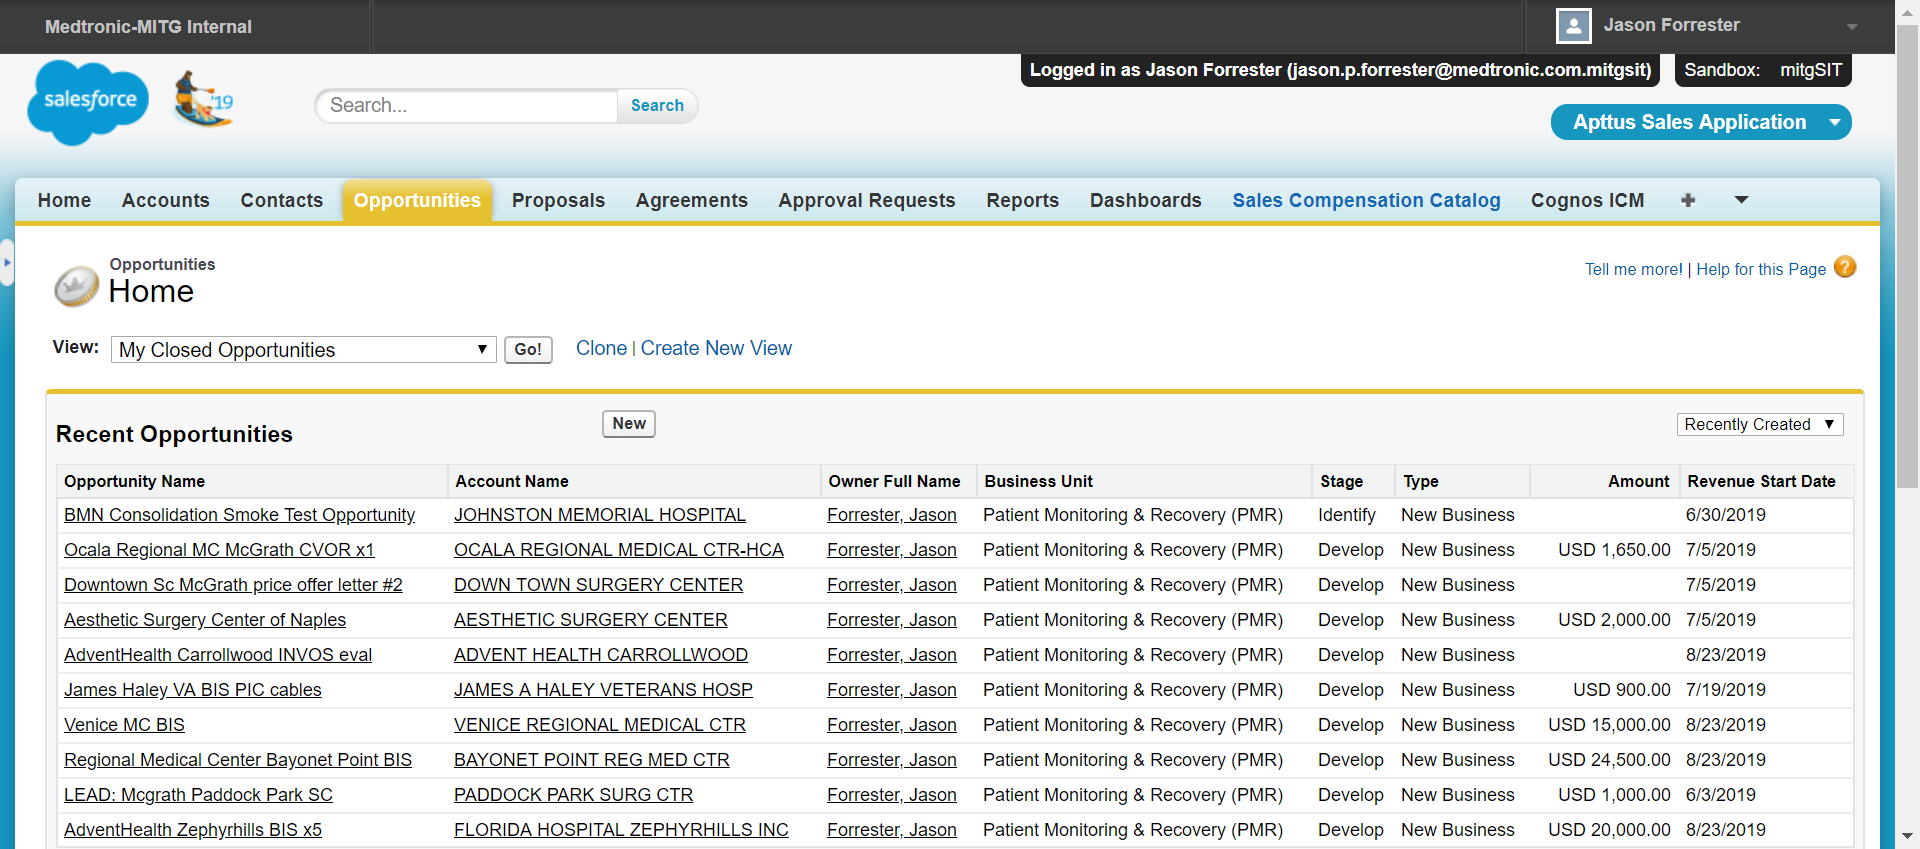 Medtronic-MITG Internal
Jason Forrester
Logged in as Jason Forrester (jason.p.forrester@medtronic.com.mitgsit)
Sandbox: mitgSIT
salesforce
'19
Search...
Search
Apttus Sales Application
Home Accounts Contacts Opportunities Proposals Agreements Approval Requests Reports Dashboards Sales Compensation Catalog Cognos ICM
Opportunities
Home
Tell me more! | Help for this Page ?
View: My Closed Opportunities Go! Clone | Create New View
Recent Opportunities
New
Recently Created
Opportunity Name Account Name Owner Full Name Business Unit Stage Type Amount Revenue Start Date
BMN Consolidation Smoke Test Opportunity JOHNSTON MEMORIAL HOSPITAL Forrester, Jason Patient Monitoring & Recovery (PMR) Identify New Business 6/30/2019
Ocala Regional MC McGrath CVOR x1 OCALA REGIONAL MEDICAL CTR-HCA Forrester, Jason Patient Monitoring & Recovery (PMR) Develop New Business USD 1,650.00 7/5/2019
Downtown Sc McGrath price offer letter #2 DOWN TOWN SURGERY CENTER Forrester, Jason Patient Monitoring & Recovery (PMR) Develop New Business 7/5/2019
Aesthetic Surgery Center of Naples AESTHETIC SURGERY CENTER Forrester, Jason Patient Monitoring & Recovery (PMR) Develop New Business USD 2,000.00 7/5/2019
AdventHealth Carrollwood INVOS eval ADVENT HEALTH CARROLLWOOD Forrester, Jason Patient Monitoring & Recovery (PMR) Develop New Business 8/23/2019
James Haley VA BIS PIC cables JAMES A HALEY VETERANS HOSP Forrester, Jason Patient Monitoring & Recovery (PMR) Develop New Business USD 900.00 7/19/2019
Venice MC BIS VENICE REGIONAL MEDICAL CTR Forrester, Jason Patient Monitoring & Recovery (PMR) Develop New Business USD 15,000.00 8/23/2019
Regional Medical Center Bayonet Point BIS BAYONET POINT REG MED CTR Forrester, Jason Patient Monitoring & Recovery (PMR) Develop New Business USD 24,500.00 8/23/2019
LEAD: Mcgrath Paddock Park SC PADDOCK PARK SURG CTR Forrester, Jason Patient Monitoring & Recovery (PMR) Develop New Business USD 1,000.00 6/3/2019
AdventHealth Zephyrhills BIS x5 FLORIDA HOSPITAL ZEPHYRHILLS INC Forrester, Jason Patient Monitoring & Recovery (PMR) Develop New Business USD 20,000.00 8/23/2019